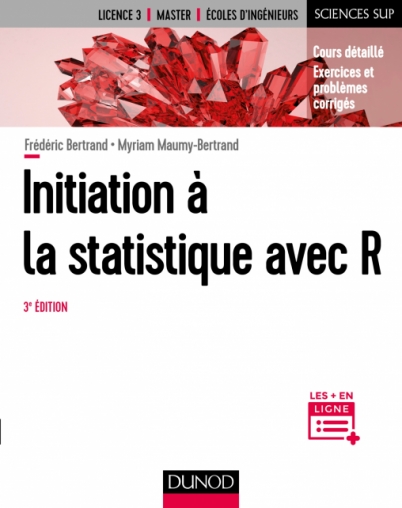 LICENCE 3 | MASTER | ÉCOLES D'INGÉNIEURS
SCIENCES SUP
Cours détaillé
Exercices et
problèmes
corrigés
Frédéric Bertrand • Myriam Maumy-Bertrand
Initiation à
la statistique avec R
3e ÉDITION
LES + EN
LIGNE
DUNOD